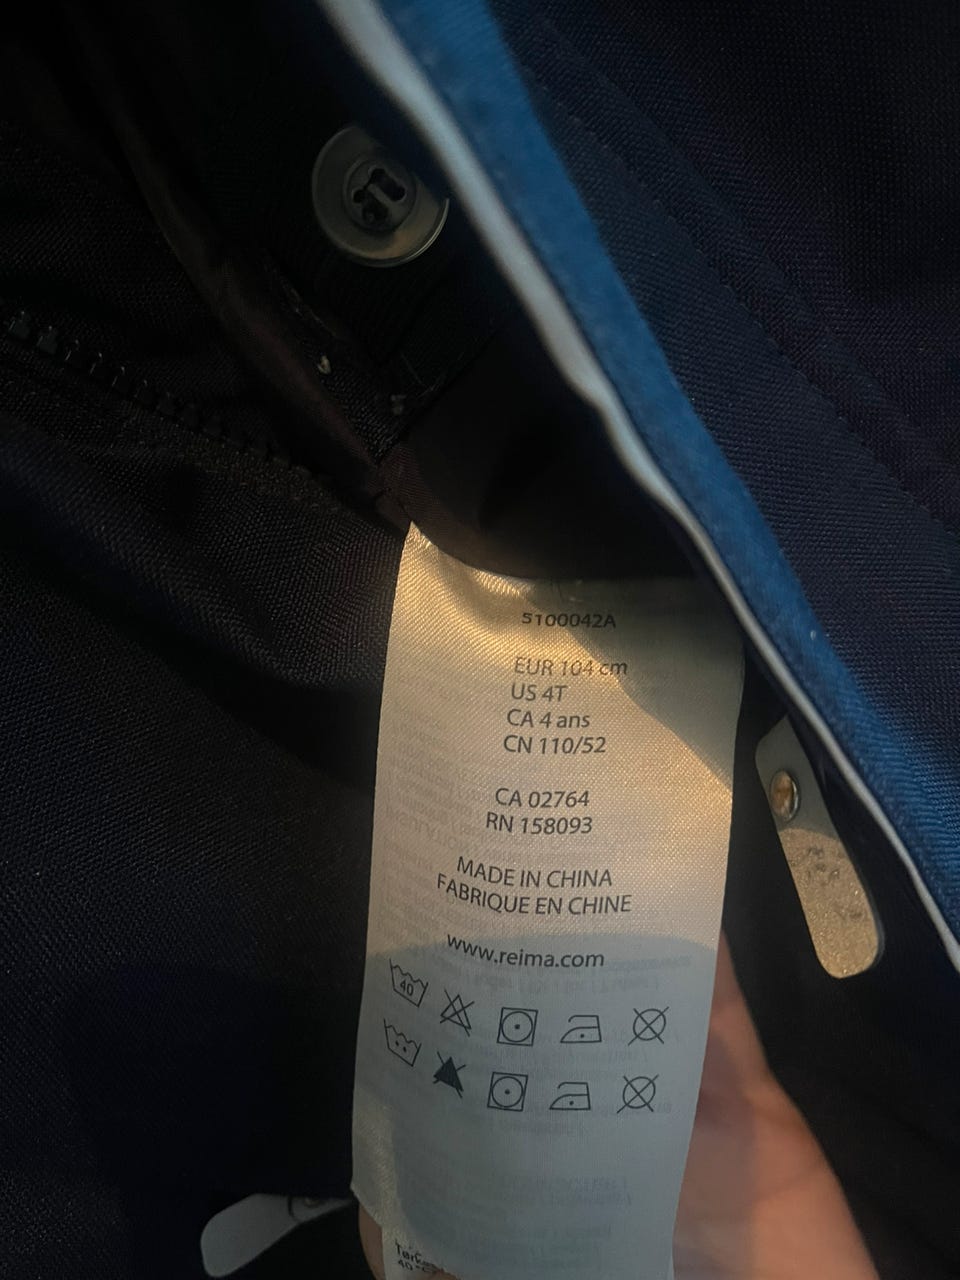 5100042A
EUR 104 cm
US 4T
CA 4 ans
CN 110/52
CA 02764
RN 158093
MADE IN CHINA
FABRIQUE EN CHINE
www.reima.com
40